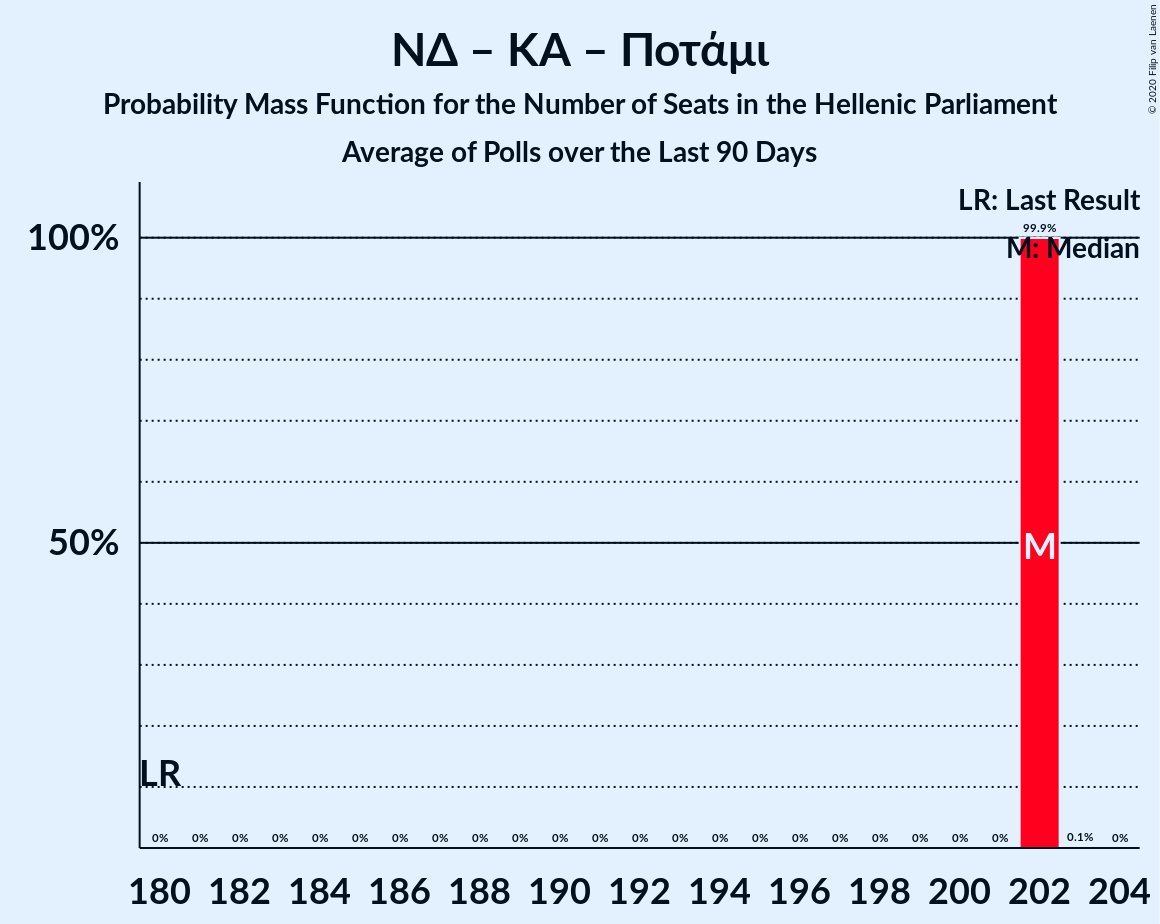 ΝΔ – ΚΑ – Ποτάμι
Probability Mass Function for the Number of Seats in the Hellenic Parliament
Average of Polls over the Last 90 Days
© 2020 Filip van Laenen
LR: Last Result
M: Median
100%
50%
99.9%
M
LR
0% 0% 0% 0% 0% 0% 0% 0% 0% 0% 0% 0% 0% 0% 0% 0% 0% 0% 0% 0% 0% 0% 0.1% 0%
180 182 184 186 188 190 192 194 196 198 200 202 204